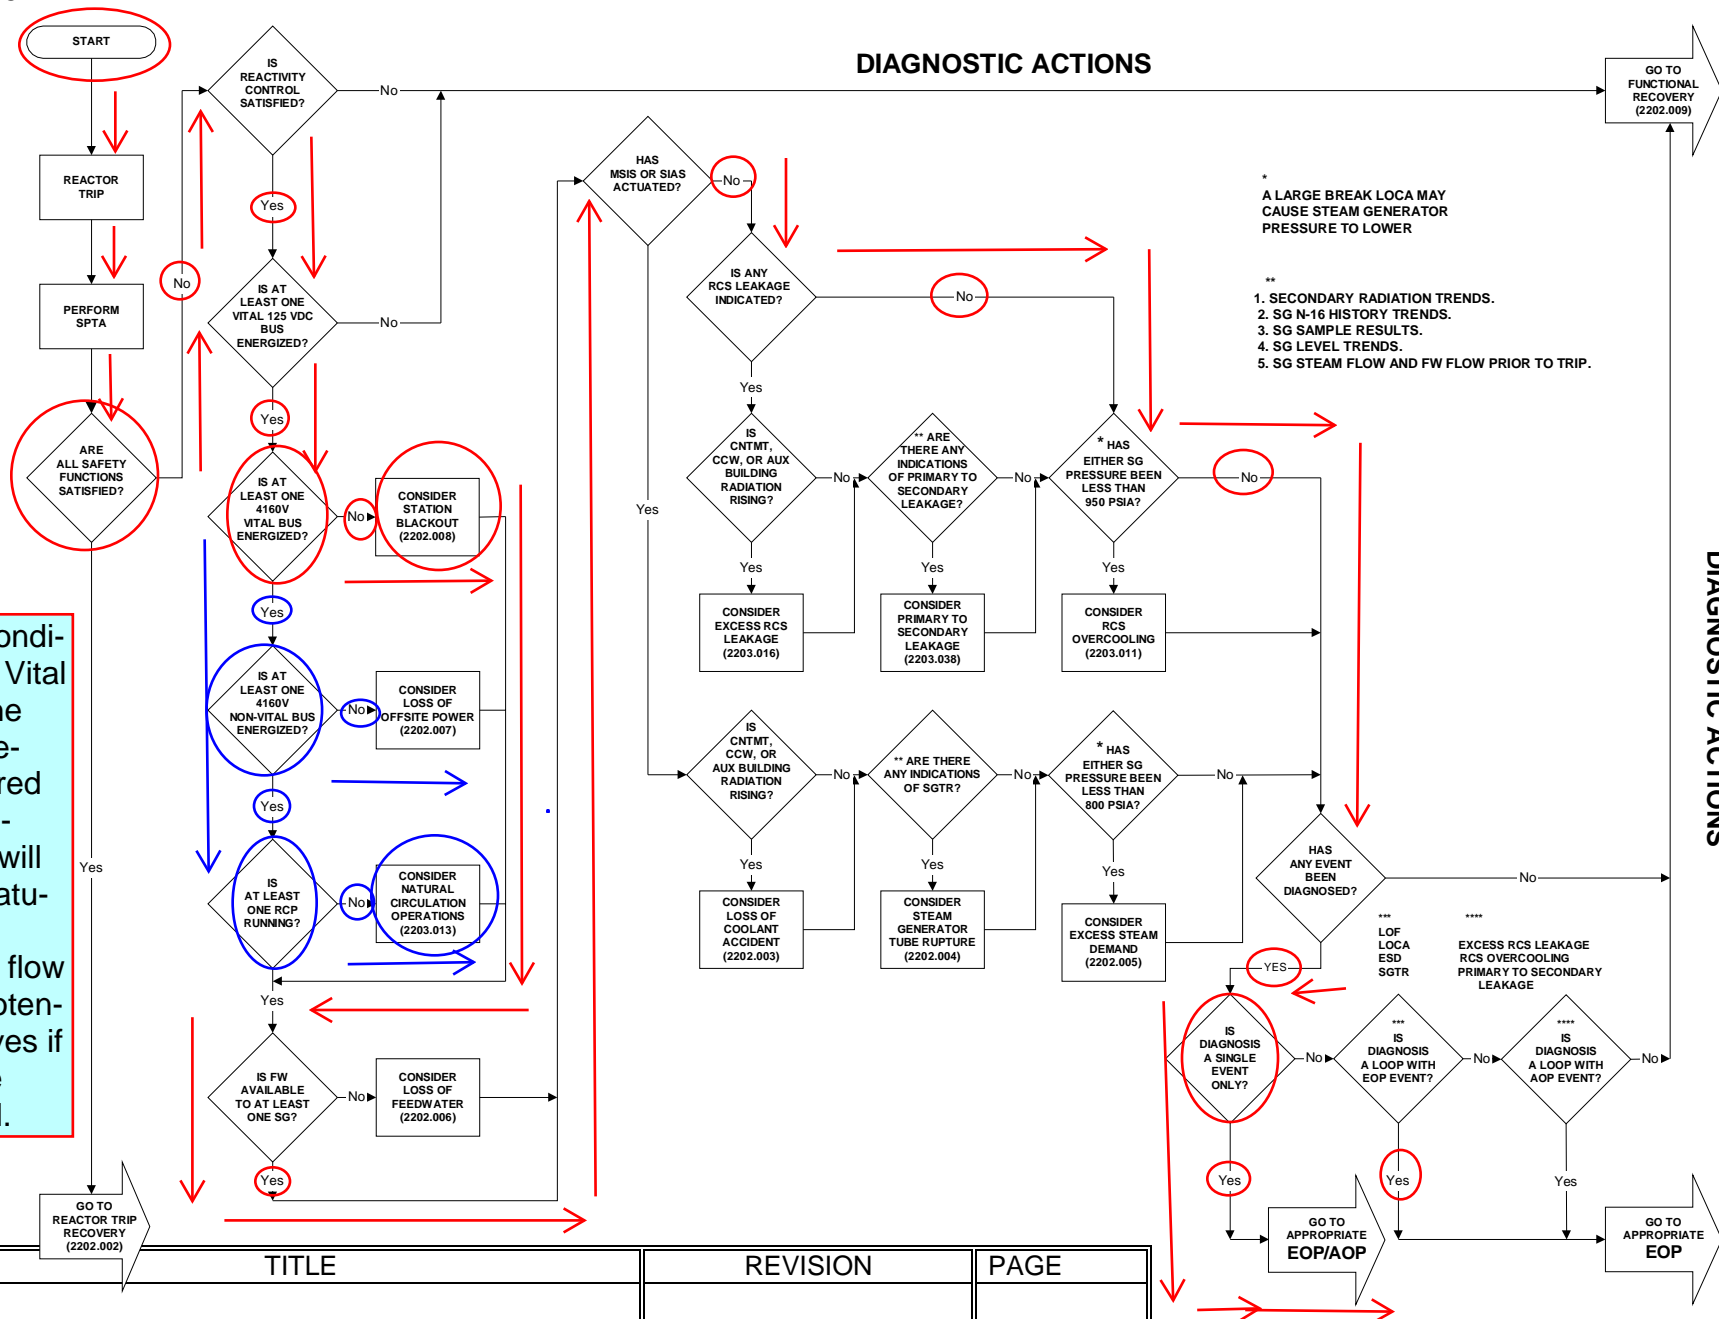 START
REACTOR
TRIP
PERFORM
SPTA
ARE
ALL SAFETY
FUNCTIONS
SATISFIED?
No
Yes
GO TO
REACTOR TRIP
RECOVERY
(2202.002)
IS
REACTIVITY
CONTROL
SATISFIED?
No
Yes
IS AT
LEAST ONE
VITAL 125 VDC
BUS
ENERGIZED?
No
Yes
IS AT
LEAST ONE
4160V
VITAL BUS
ENERGIZED?
No
CONSIDER
STATION
BLACKOUT
(2202.008)
Yes
IS AT
LEAST ONE
4160V
NON-VITAL BUS
ENERGIZED?
No
CONSIDER
LOSS OF
OFFSITE POWER
(2202.007)
Yes
IS
AT LEAST
ONE RCP
RUNNING?
No
CONSIDER
NATURAL
CIRCULATION
OPERATIONS
(2203.013)
Yes
IS FW
AVAILABLE
TO AT LEAST
ONE SG?
No
CONSIDER
LOSS OF
FEEDWATER
(2202.006)
Yes
DIAGNOSTIC ACTIONS
GO TO
FUNCTIONAL
RECOVERY
(2202.009)
HAS
MSIS OR SIAS
ACTUATED?
No
Yes
IS ANY
RCS LEAKAGE
INDICATED?
No
Yes
*
A LARGE BREAK LOCA MAY
CAUSE STEAM GENERATOR
PRESSURE TO LOWER
**
1. SECONDARY RADIATION TRENDS.
2. SG N-16 HISTORY TRENDS.
3. SG SAMPLE RESULTS.
4. SG LEVEL TRENDS.
5. SG STEAM FLOW AND FW FLOW PRIOR TO TRIP.
IS
CNTMT,
CCW, OR AUX
BUILDING
RADIATION
RISING?
No
Yes
CONSIDER
EXCESS RCS
LEAKAGE
(2203.016)
** ARE
THERE ANY
INDICATIONS
OF PRIMARY TO
SECONDARY
LEAKAGE?
No
Yes
CONSIDER
PRIMARY TO
SECONDARY
LEAKAGE
(2203.038)
* HAS
EITHER SG
PRESSURE BEEN
LESS THAN
950 PSIA?
No
Yes
CONSIDER
RCS
OVERCOOLING
(2203.011)
IS
CNTMT,
CCW, OR
AUX BUILDING
RADIATION
RISING?
No
Yes
CONSIDER
LOSS OF
COOLANT
ACCIDENT
(2202.003)
** ARE THERE
ANY INDICATIONS
OF SGTR?
No
Yes
CONSIDER
STEAM
GENERATOR
TUBE RUPTURE
(2202.004)
* HAS
EITHER SG
PRESSURE BEEN
LESS THAN
800 PSIA?
No
Yes
CONSIDER
EXCESS STEAM
DEMAND
(2202.005)
HAS
ANY EVENT
BEEN
DIAGNOSED?
No
YES
***
LOF
LOCA
ESD
SGTR
****
EXCESS RCS LEAKAGE
RCS OVERCOOLING
PRIMARY TO SECONDARY
LEAKAGE
IS
DIAGNOSIS
A SINGLE
EVENT
ONLY?
No
Yes
***
IS
DIAGNOSIS
A LOOP WITH
EOP EVENT?
No
Yes
****
IS
DIAGNOSIS
A LOOP WITH
AOP EVENT?
No
Yes
GO TO
APPROPRIATE
EOP/AOP
GO TO
APPROPRIATE
EOP
DIAGNOSTIC ACTIONS
Vital
flow
if
will
TITLE
REVISION
PAGE